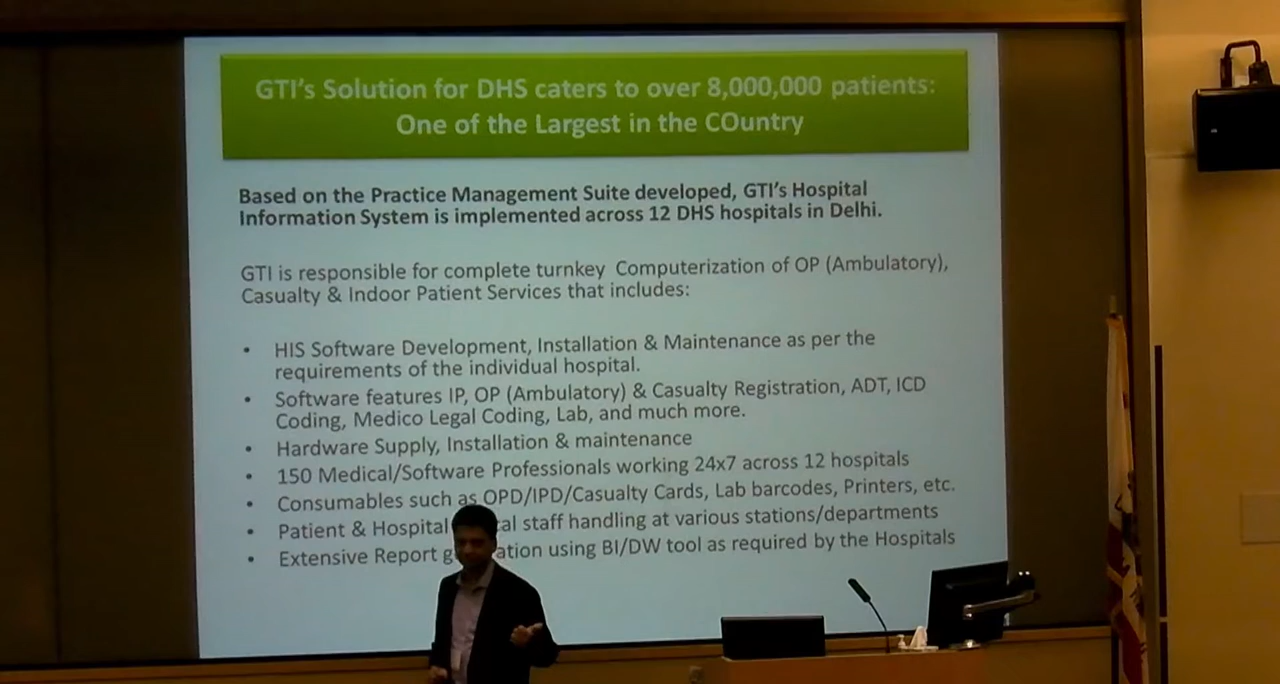 GTI's Solution for DHS caters to over 8,000,000 patients:
One of the Largest in the COuntry
Based on the Practice Management Suite developed, GTI's Hospital
Information System is implemented across 12 DHS hospitals in Delhi.
GTI is responsible for complete turnkey Computerization of OP (Ambulatory),
Casualty & Indoor Patient Services that includes:
• HIS Software Development, Installation & Maintenance as per the
requirements of the individual hospital.
• Software features IP, OP (Ambulatory) & Casualty Registration, ADT, ICD
Coding, Medico Legal Coding, Lab, and much more.
• Hardware Supply, Installation & maintenance
• 150 Medical/Software Professionals working 24x7 across 12 hospitals
• Consumables such as OPD/IPD/Casualty Cards, Lab barcodes, Printers, etc.
• Patient & Hospital staff handling at various stations/departments
• Extensive Report using BI/DW tool as required by the Hospitals